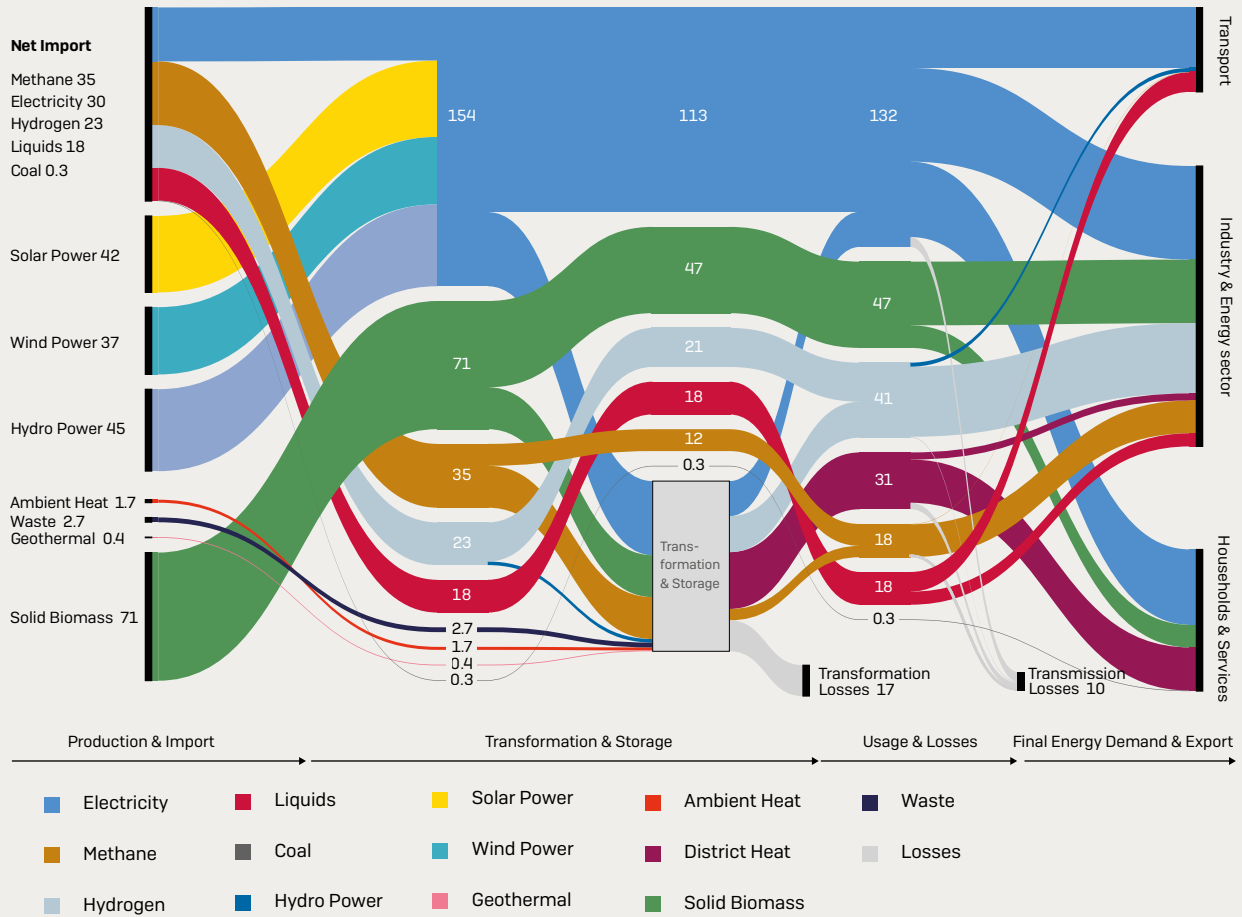 Net Import
Methane 35
Electricity 30
Hydrogen 23
Liquids 18
Coal 0.3
Solar Power 42
Wind Power 37
Hydro Power 45
Ambient Heat 1.7
Waste 2.7
Geothermal 0.4
Solid Biomass 71
154
71
35
23
18
2.7
1.7
0.4
0.3
113
47
21
18
12
0.3
Trans-
formation
& Storage
132
47
41
31
18
18
0.3
Transformation
Losses 17
Transmission
Losses 10
Transport
Industry & Energy sector
Households & Services
Production & Import
Transformation & Storage
Usage & Losses
Final Energy Demand & Export
Electricity
Liquids
Solar Power
Ambient Heat
Waste
Methane
Coal
Wind Power
District Heat
Losses
Hydrogen
Hydro Power
Geothermal
Solid Biomass